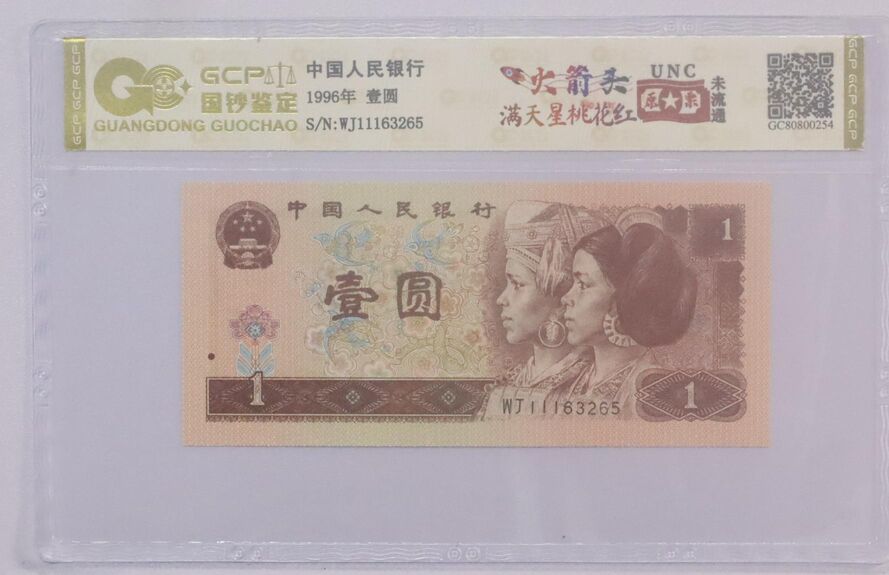 GCP
国钞鉴定
GUANGDONG GUOCHAO
中国人民银行
1996年 壹圆
S/N:WJ11163265
火箭头
满天星桃花红
UNC
原★票
未流通
GC80800254
GCP GCP GCP
GCP GCP GCP
中国人民银行
1
壹圆
1
WJ11163265
1